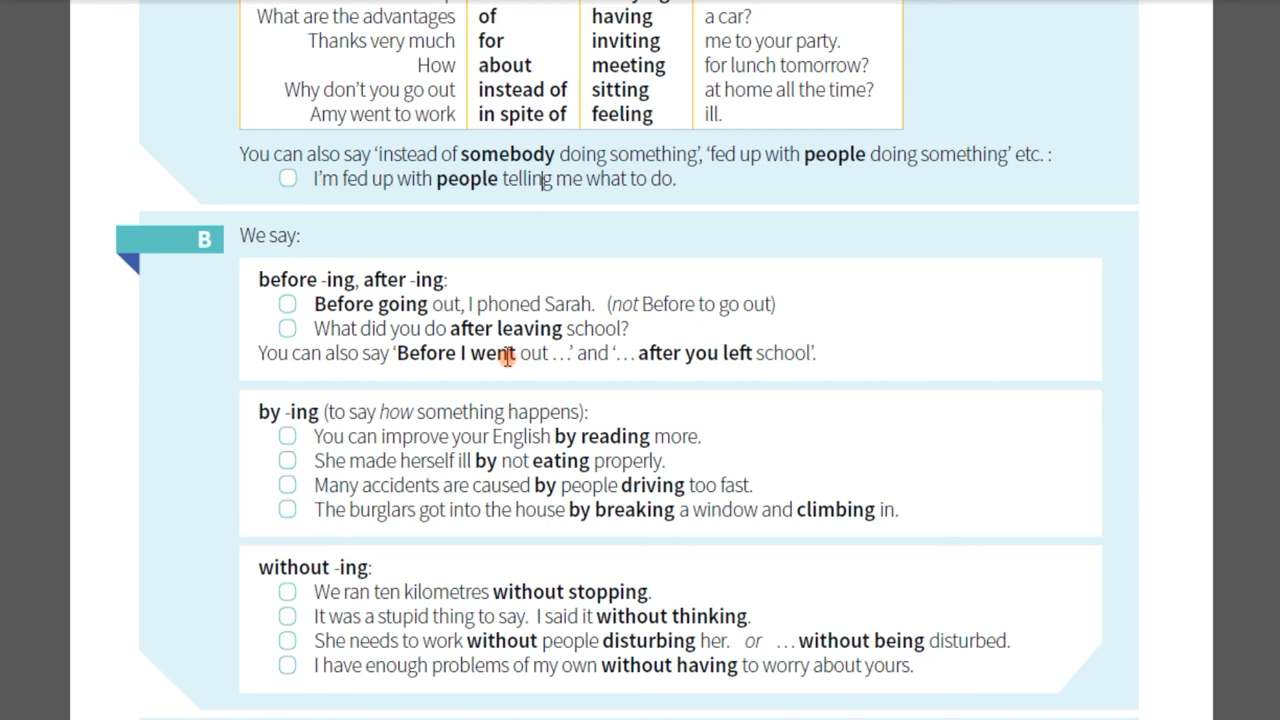 What are the advantages of having a car?
Thanks very much for inviting me to your party.
How about meeting for lunch tomorrow?
Why don't you go out instead of sitting at home all the time?
Amy went to work in spite of feeling ill.
You can also say 'instead of somebody doing something', 'fed up with people doing something' etc. :
I'm fed up with people telling me what to do.
B We say:
before -ing, after -ing:
Before going out, I phoned Sarah. (not Before to go out)
What did you do after leaving school?
You can also say 'Before I went out …' and '… after you left school'.
by -ing (to say how something happens):
You can improve your English by reading more.
She made herself ill by not eating properly.
Many accidents are caused by people driving too fast.
The burglars got into the house by breaking a window and climbing in.
without -ing:
We ran ten kilometres without stopping.
It was a stupid thing to say. I said it without thinking.
She needs to work without people disturbing her. or … without being disturbed.
I have enough problems of my own without having to worry about yours.